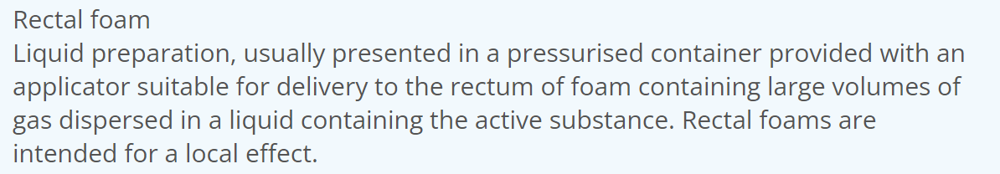 Rectal foam
Liquid preparation, usually presented in a pressurised container provided with an
applicator suitable for delivery to the rectum of foam containing large volumes of
gas dispersed in a liquid containing the active substance. Rectal foams are
intended for a local effect.